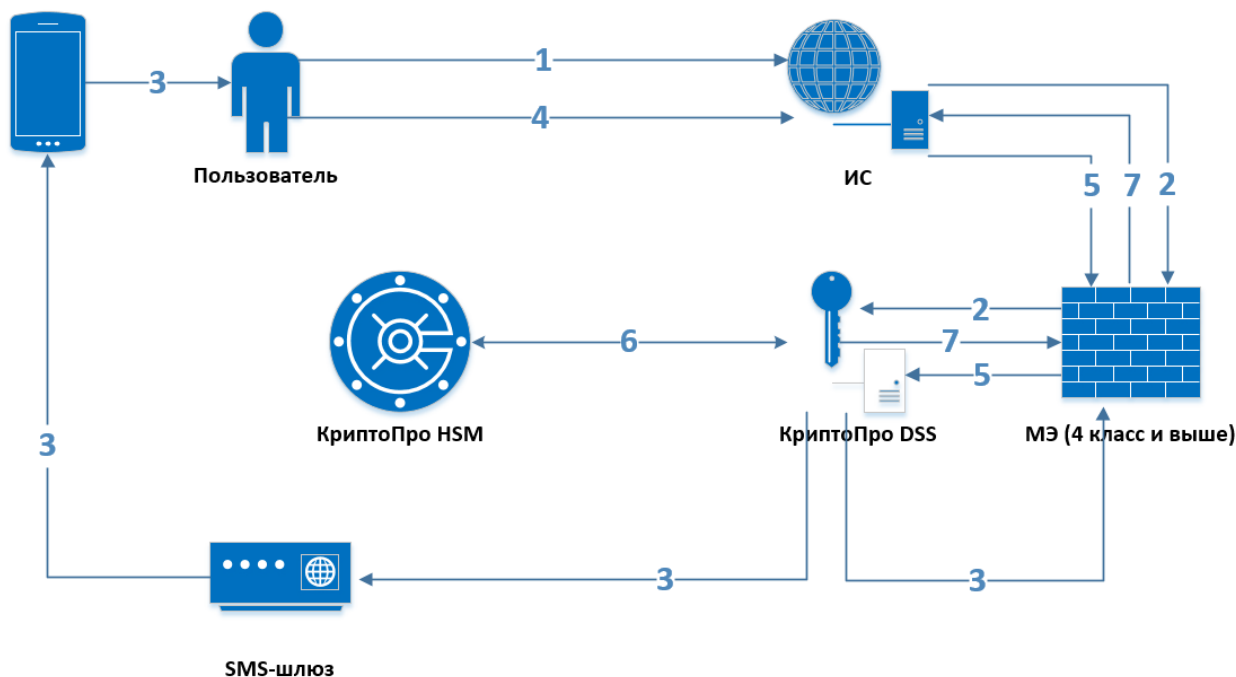 1
3
4
Пользователь
ИС
5
7
2
2
6
7
5
КриптоПро HSM
КриптоПро DSS
МЭ (4 класс и выше)
3
3
3
SMS-шлюз